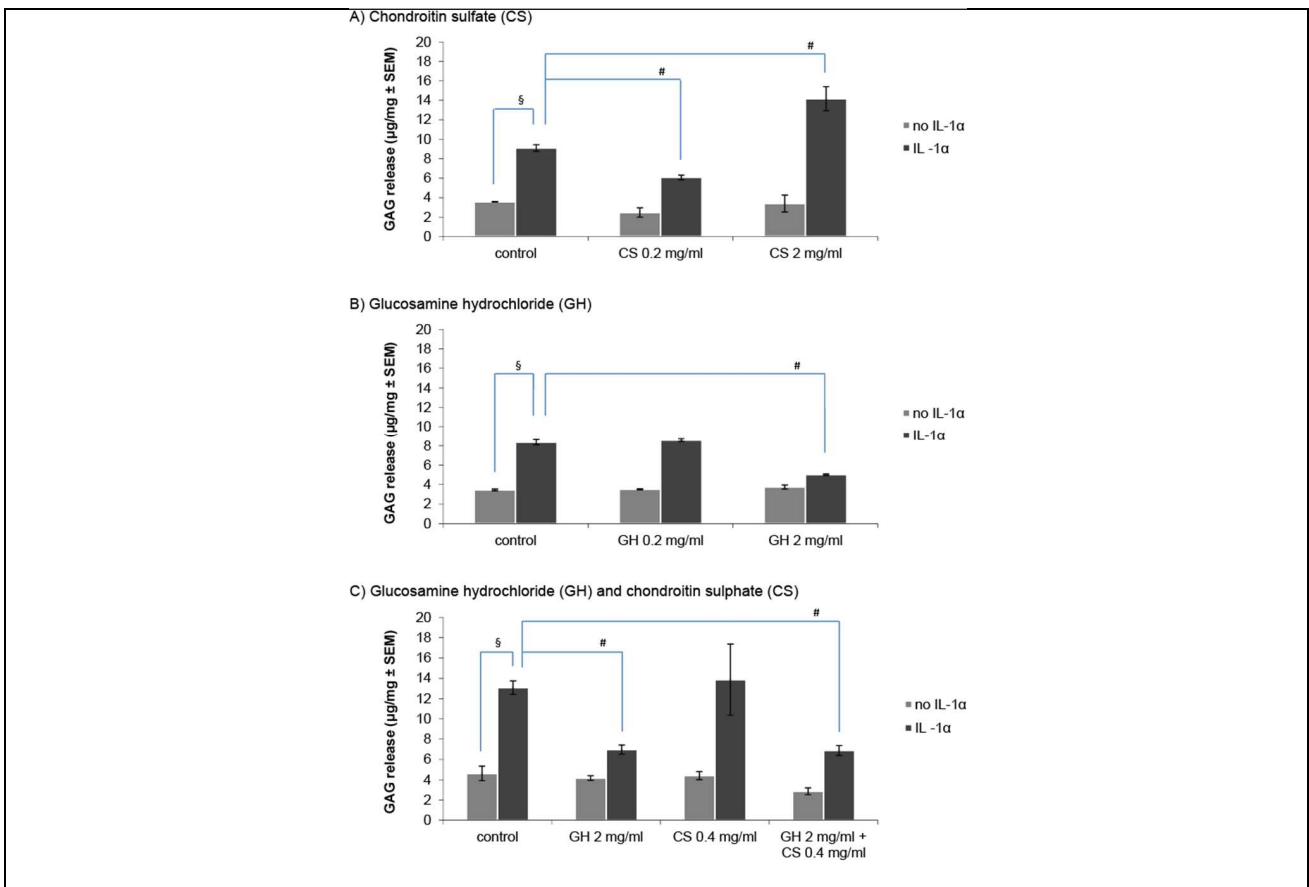 A) Chondroitin sulfate (CS)
GAG release (µg/mg ± SEM)
20
18
16
14
12
10
8
6
4
2
0
§
#
#
control
CS 0.2 mg/ml
CS 2 mg/ml
no IL-1α
IL -1α
B) Glucosamine hydrochloride (GH)
GAG release (µg/mg ± SEM)
20
18
16
14
12
10
8
6
4
2
0
§
#
control
GH 0.2 mg/ml
GH 2 mg/ml
no IL-1α
IL-1α
C) Glucosamine hydrochloride (GH) and chondroitin sulphate (CS)
GAG release (µg/mg ± SEM)
20
18
16
14
12
10
8
6
4
2
0
§
#
#
control
GH 2 mg/ml
CS 0.4 mg/ml
GH 2 mg/ml +
CS 0.4 mg/ml
no IL-1α
IL -1α